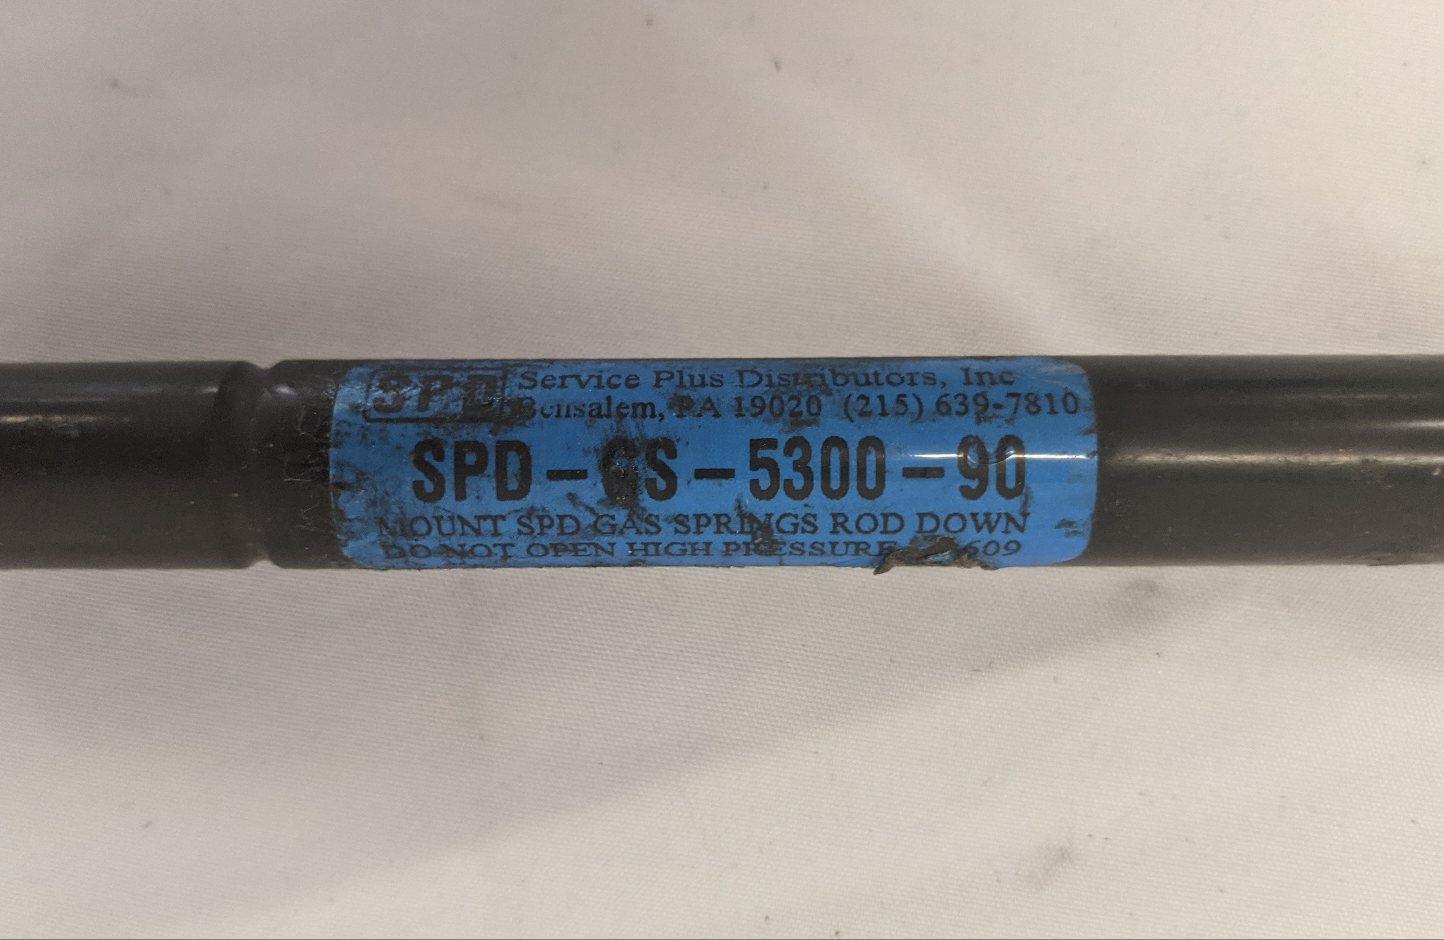 SPD
Service Plus Distributors, Inc
Bensalem, PA 19020 (215) 639-7810
SPD-GS-5300-90
MOUNT SPD GAS SPRINGS ROD DOWN
DO NOT OPEN HIGH PRESSURE